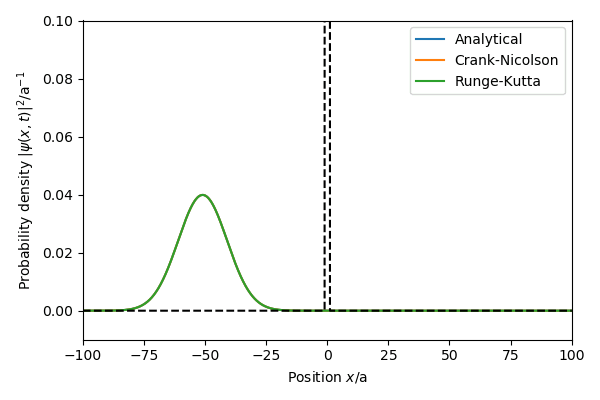 Probability density |ψ(x, t)|²/a⁻¹
0.10
0.08
0.06
0.04
0.02
0.00
Analytical
Crank-Nicolson
Runge-Kutta
−100 −75 −50 −25 0 25 50 75 100
Position x/a